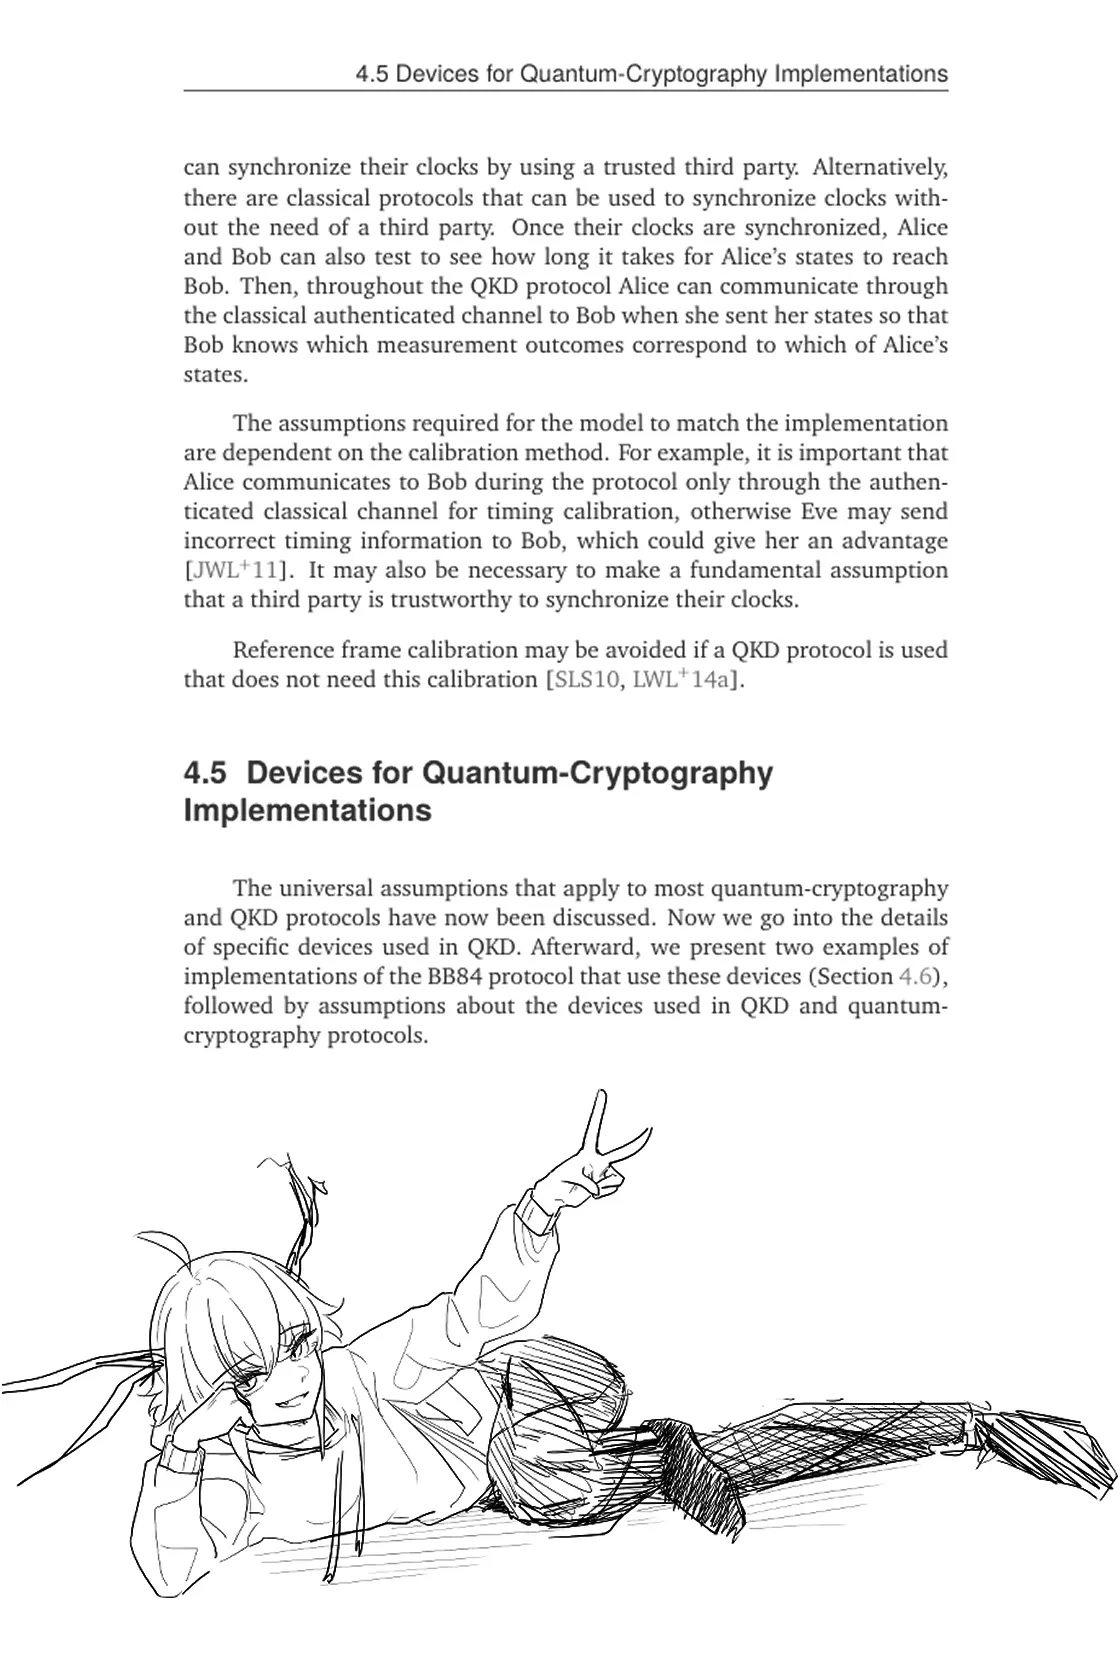 4.5 Devices for Quantum-Cryptography Implementations
can synchronize their clocks by using a trusted third party. Alternatively,
there are classical protocols that can be used to synchronize clocks with-
out the need of a third party. Once their clocks are synchronized, Alice
and Bob can also test to see how long it takes for Alice’s states to reach
Bob. Then, throughout the QKD protocol Alice can communicate through
the classical authenticated channel to Bob when she sent her states so that
Bob knows which measurement outcomes correspond to which of Alice’s
states.
The assumptions required for the model to match the implementation
are dependent on the calibration method. For example, it is important that
Alice communicates to Bob during the protocol only through the authen-
ticated classical channel for timing calibration, otherwise Eve may send
incorrect timing information to Bob, which could give her an advantage
[JWL+11]. It may also be necessary to make a fundamental assumption
that a third party is trustworthy to synchronize their clocks.
Reference frame calibration may be avoided if a QKD protocol is used
that does not need this calibration [SLS10, LWL+14a].
4.5 Devices for Quantum-Cryptography
Implementations
The universal assumptions that apply to most quantum-cryptography
and QKD protocols have now been discussed. Now we go into the details
of specific devices used in QKD. Afterward, we present two examples of
implementations of the BB84 protocol that use these devices (Section 4.6),
followed by assumptions about the devices used in QKD and quantum-
cryptography protocols.